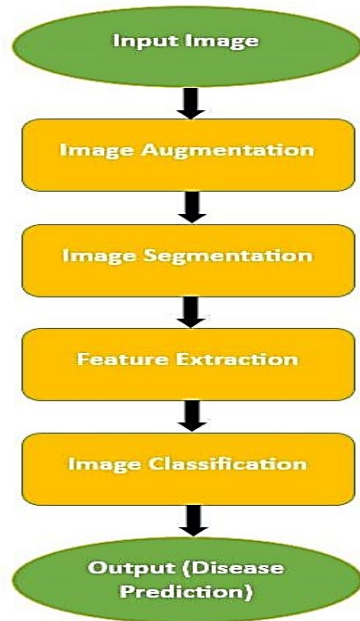 Input Image
Image Augmentation
Image Segmentation
Feature Extraction
Image Classification
Output (Disease
Prediction)